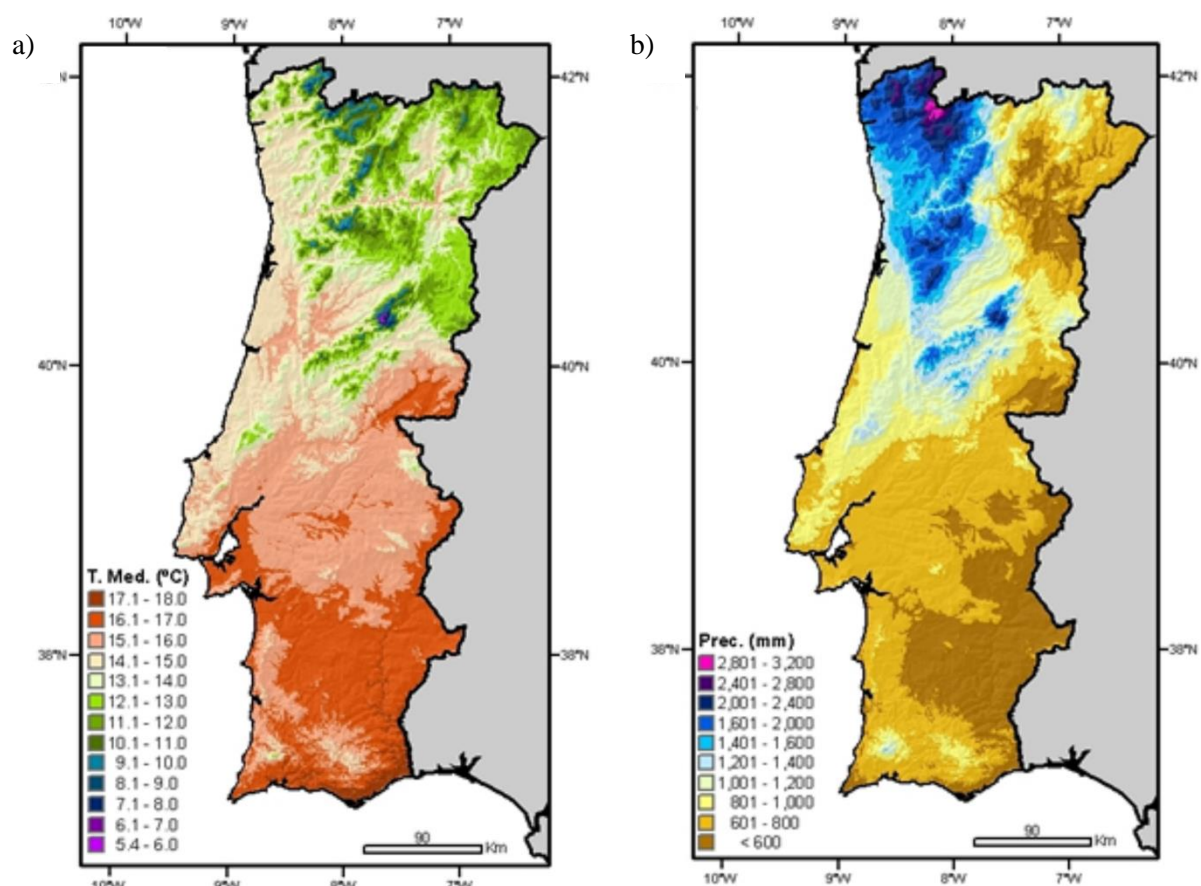 a)
10°W 9°W 8°W 7°W
N
40°N
38°N
T. Med. (ºC)
17.1 - 18.0
16.1 - 17.0
15.1 - 16.0
14.1 - 15.0
13.1 - 14.0
12.1 - 13.0
11.1 - 12.0
10.1 - 11.0
9.1 - 10.0
8.1 - 9.0
7.1 - 8.0
6.1 - 7.0
5.4 - 6.0
42°N
40°N
38°N
90
Km
10°W 9°W 8°W 7°W
b)
10°W 9°W 8°W 7°W
40°N
38°N
Prec. (mm)
2,801 - 3,200
2,401 - 2,800
2,001 - 2,400
1,601 - 2,000
1,401 - 1,600
1,201 - 1,400
1,001 - 1,200
801 - 1,000
601 - 800
< 600
42°N
40°N
38°N
90
Km
10°W 9°W 8°W 7°W